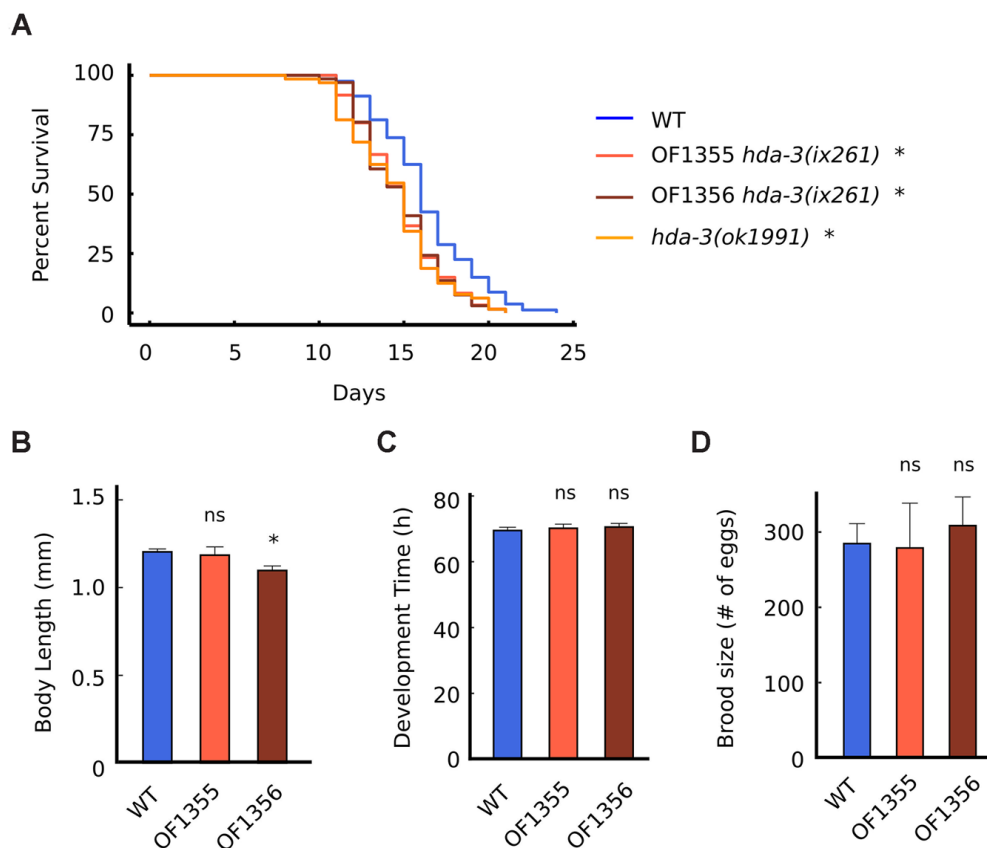 A
Percent Survival
100
75
50
25
0
0 5 10 15 20 25
Days
WT
OF1355 hda-3(ix261) *
OF1356 hda-3(ix261) *
hda-3(ok1991) *
B
Body Length (mm)
1.5
1.0
0.5
0
ns
*
WT
OF1355
OF1356
C
Development Time (h)
80
60
40
20
0
ns
ns
WT
OF1355
OF1356
D
Brood size (# of eggs)
300
200
100
0
ns
ns
WT
OF1355
OF1356